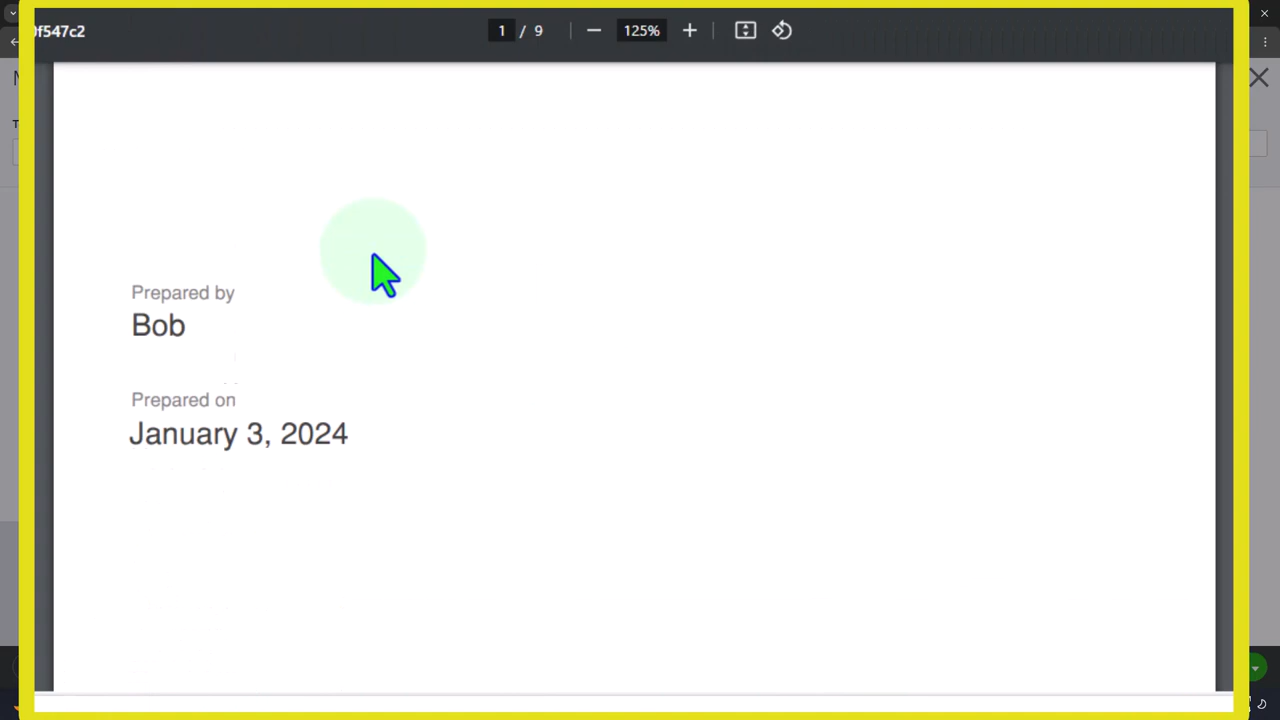 0f547c2
1 / 9
125%
Prepared by
Bob
Prepared on
January 3, 2024